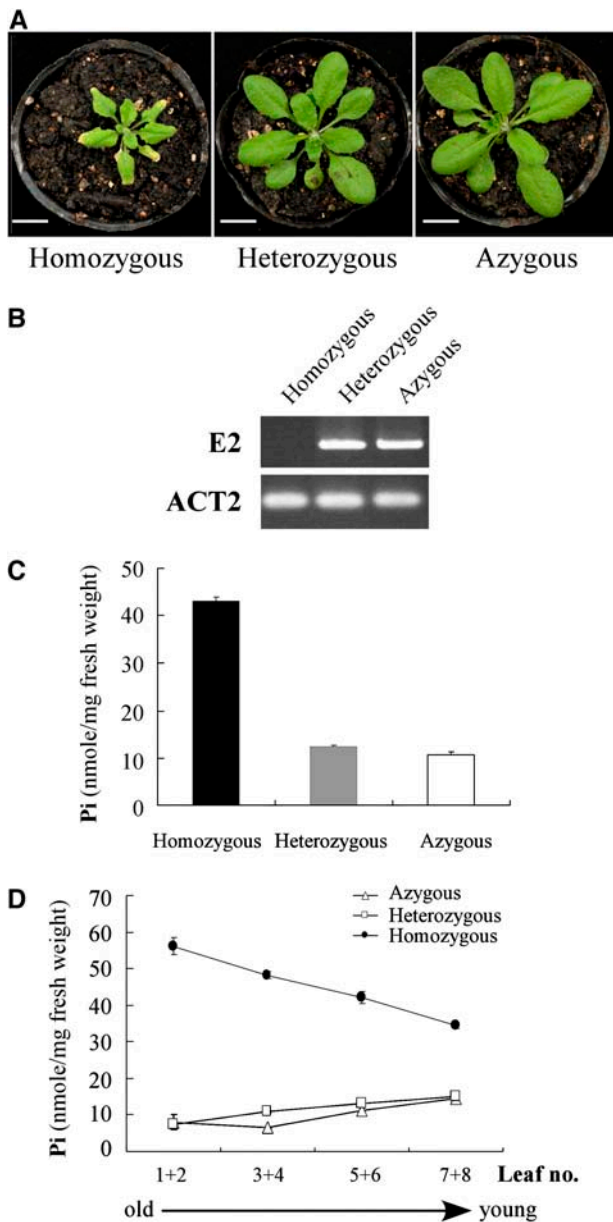 A
Homozygous Heterozygous Azygous
B
Homozygous
Heterozygous
Azygous
E2
ACT2
C
Pi (nmole/mg fresh weight)
50
40
30
20
10
0
Homozygous Heterozygous Azygous
D
Pi (nmole/mg fresh weight)
70
60
50
40
30
20
10
0
Azygous
Heterozygous
Homozygous
1+2 3+4 5+6 7+8 Leaf no.
old young